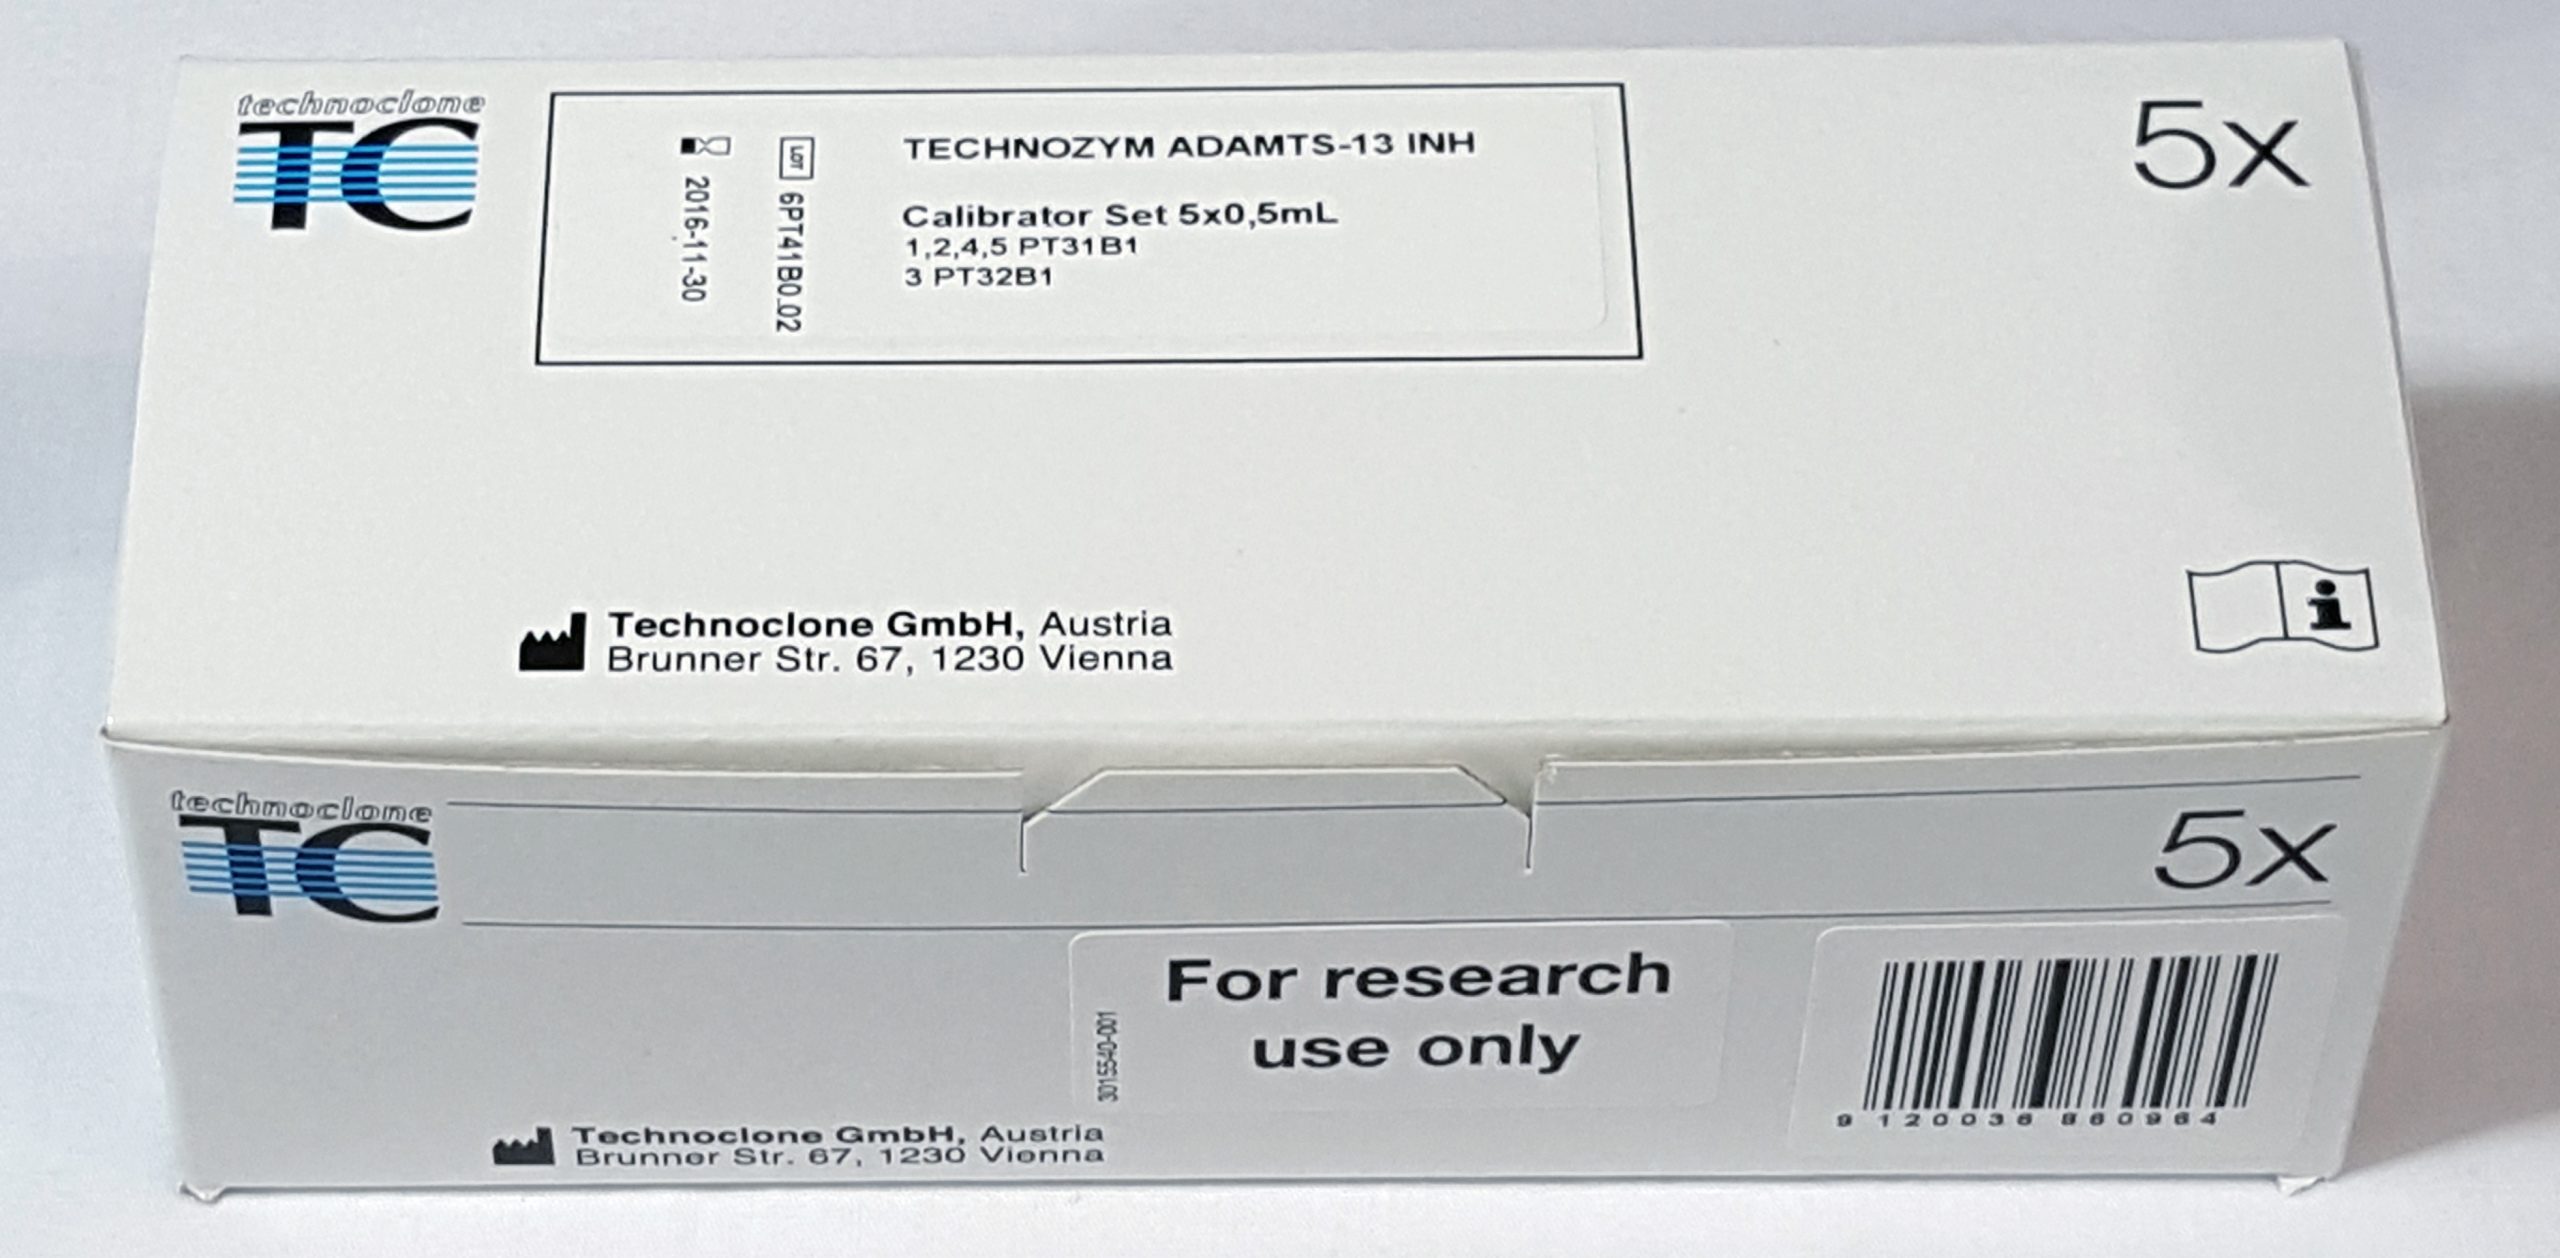 technoclone
TC
TECHNOZYM ADAMTS-13 INH
Calibrator Set 5x0,5mL
1,2,4,5 PT31B1
3 PT32B1
LOT 6PT41B0.02
2016-11-30
5x
Technoclone GmbH, Austria
Brunner Str. 67, 1230 Vienna
i
technoclone
TC
5x
For research
use only
3015540-001
Technoclone GmbH, Austria
Brunner Str. 67, 1230 Vienna
9 120036 860964